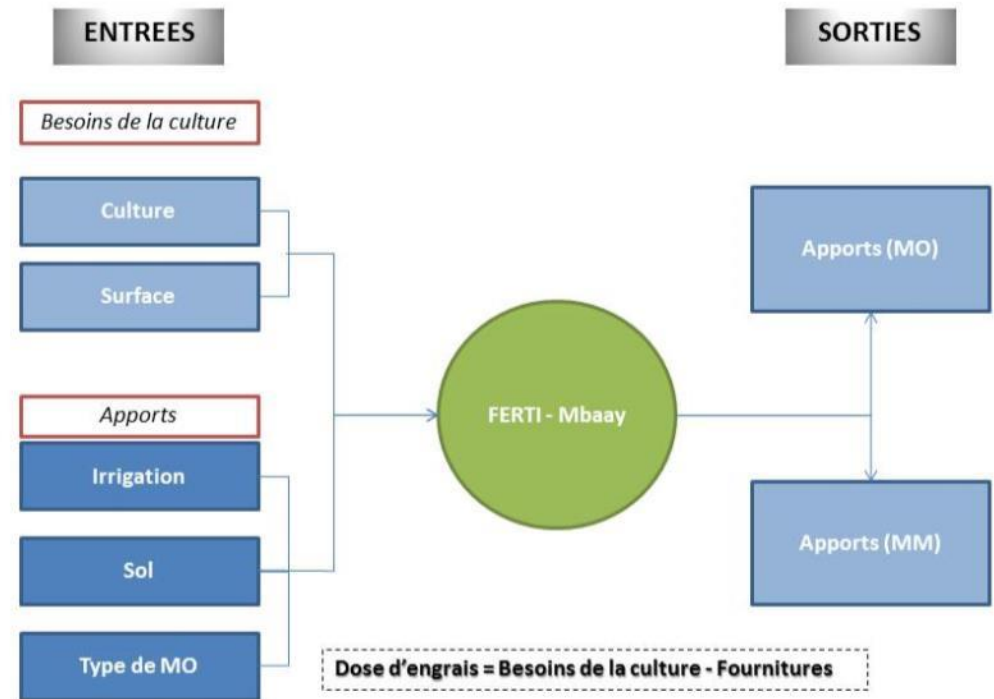 ENTREES
SORTIES
Besoins de la culture
Culture
Surface
Apports
Irrigation
Sol
Type de MO
FERTI - Mbaay
Apports (MO)
Apports (MM)
Dose d'engrais = Besoins de la culture - Fournitures